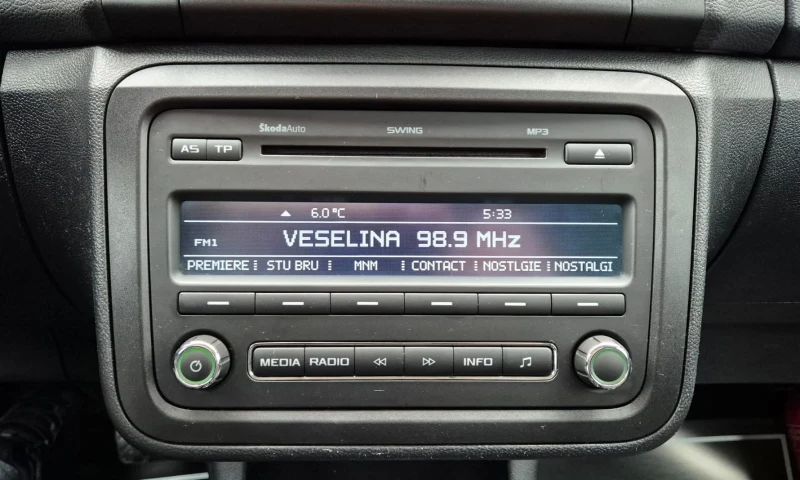 ŠkodaAuto SWING MP3
AS TP
6.0°C 5:33
FM1 VESELINA 98.9 MHz
PREMIERE STU BRU MNM CONTACT NOSTLGIE NOSTALGI
MEDIA RADIO INFO